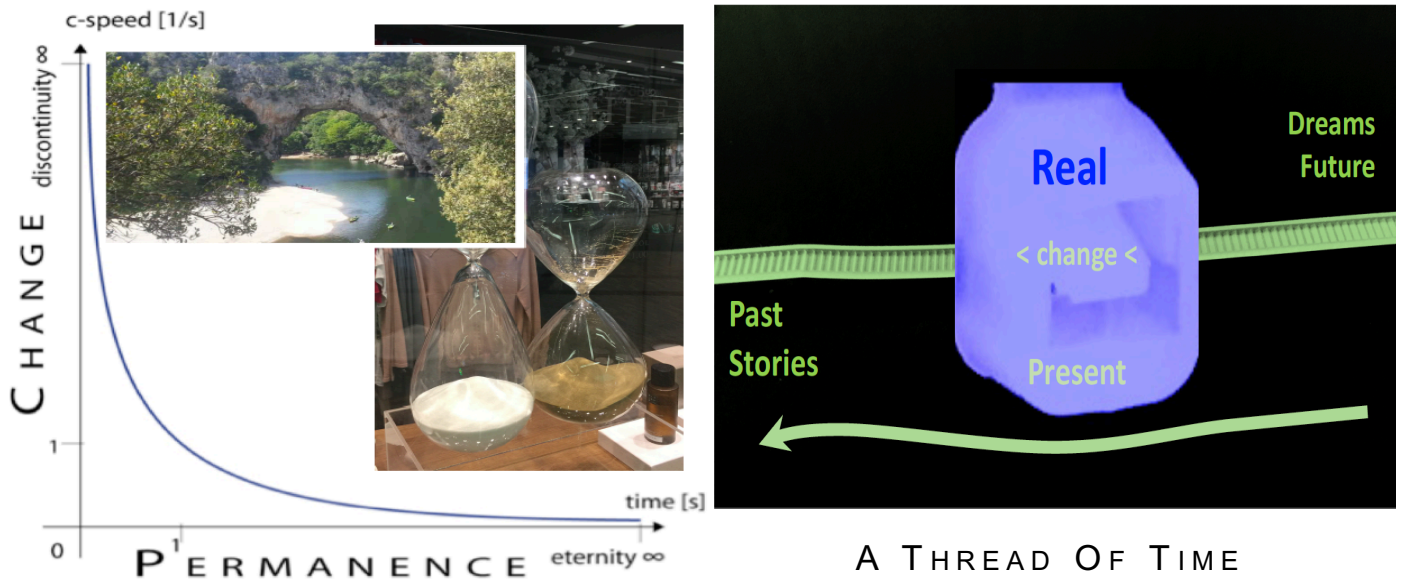 c-speed [1/s]
discontinuity ∞
CHANGE
1
0
1
time [s]
eternity ∞
PERMANENCE
Real
< change <
Present
Dreams
Future
Past
Stories
A THREAD OF TIME